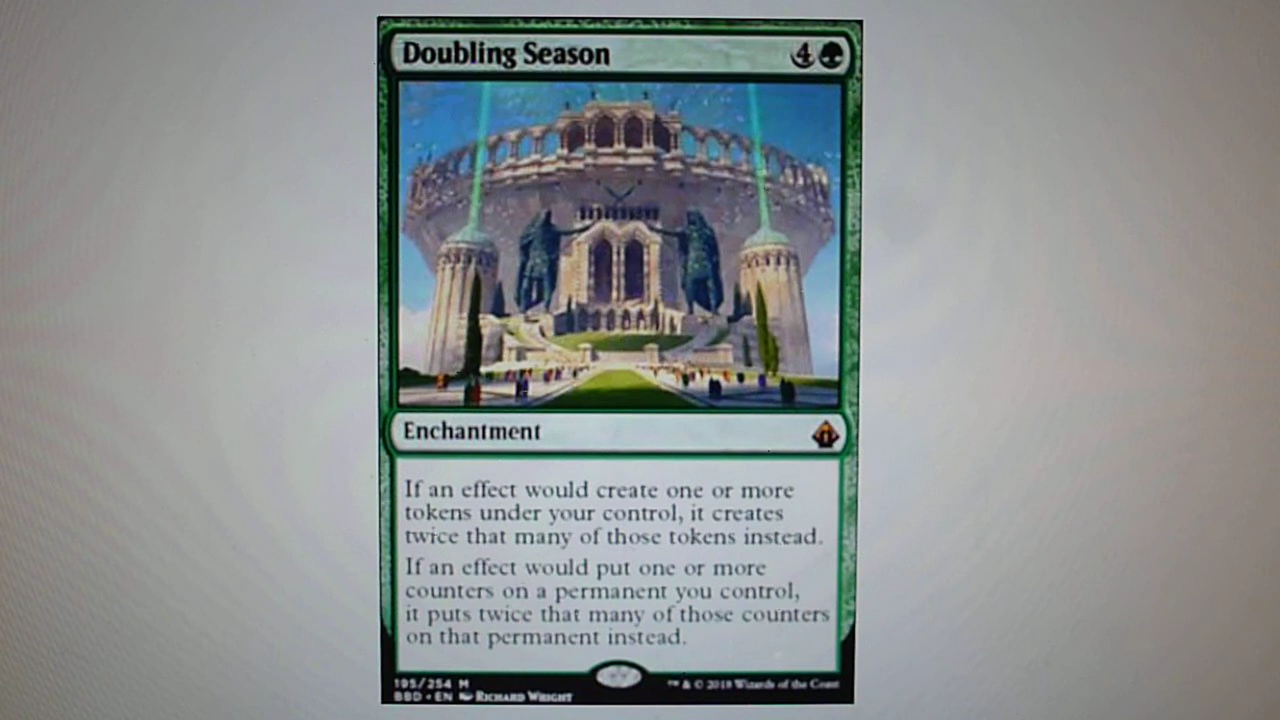 Doubling Season 4
Enchantment
If an effect would create one or more
tokens under your control, it creates
twice that many of those tokens instead.
If an effect would put one or more
counters on a permanent you control,
it puts twice that many of those counters
on that permanent instead.
195/254 M
BBD • EN Richard Wright
™ & © 2018 Wizards of the Coast